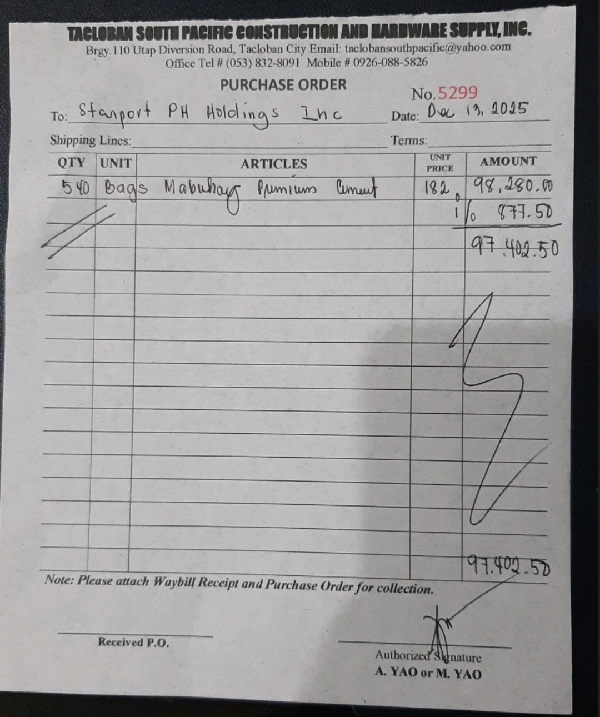 TACLOBAN SOUTH PACIFIC CONSTRUCTION AND HARDWARE SUPPLY, INC.
Brgy. 110 Utap Diversion Road, Tacloban City Email: taclobansouthpacific@yahoo.com
Office Tel # (053) 832-8091 Mobile # 0926-088-5826
PURCHASE ORDER
No. 5299
To: Stanport PH Holdings Inc Date: Dec 13, 2025
Shipping Lines: Terms:
QTY UNIT ARTICLES UNIT PRICE AMOUNT
540 Bags Mabuhay Premium Cement 182 98,280.00
1% 877.50
97,402.50
97,402.50
Note: Please attach Waybill Receipt and Purchase Order for collection.
Received P.O.
Authorized Signature
A. YAO or M. YAO